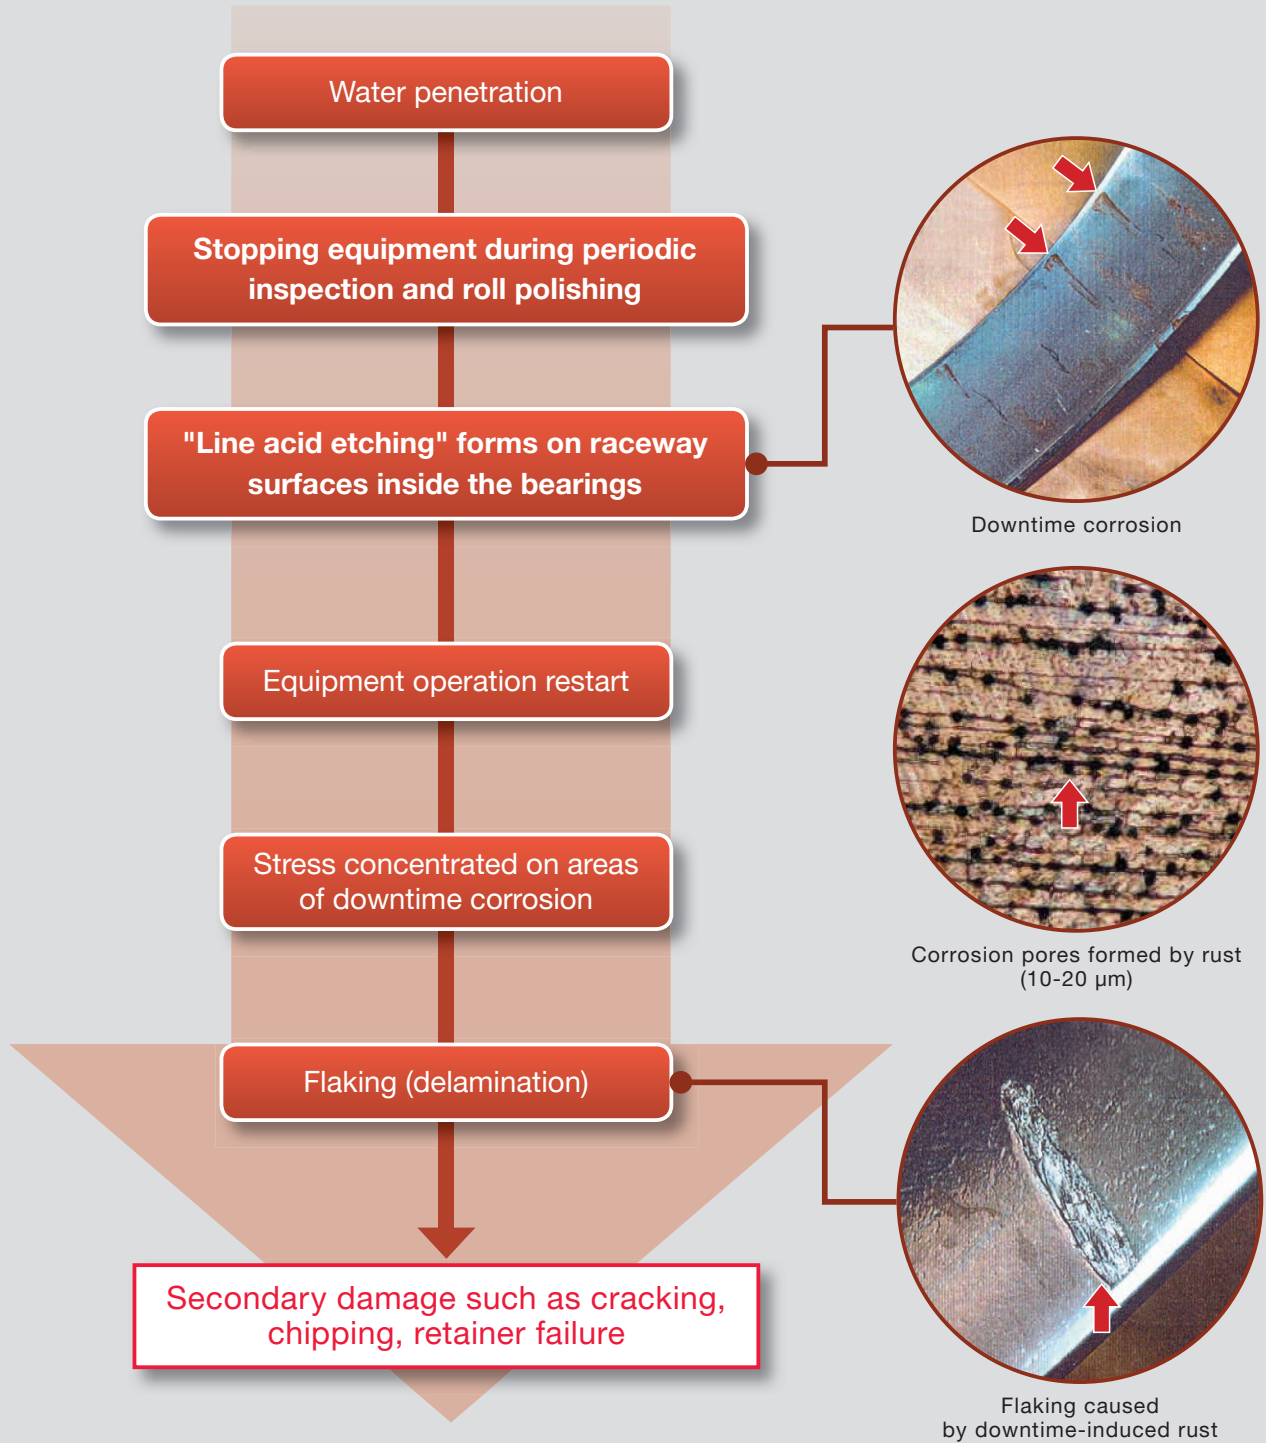 Water penetration
Stopping equipment during periodic
inspection and roll polishing
"Line acid etching" forms on raceway
surfaces inside the bearings
Downtime corrosion
Equipment operation restart
Stress concentrated on areas
of downtime corrosion
Corrosion pores formed by rust
(10-20 µm)
Flaking (delamination)
Secondary damage such as cracking,
chipping, retainer failure
Flaking caused
by downtime-induced rust